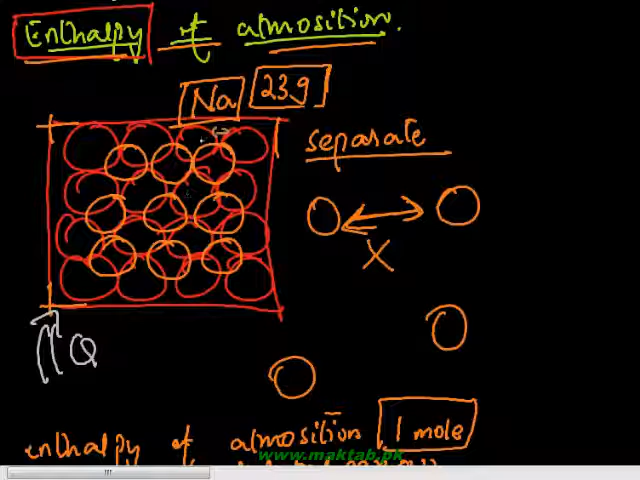 Enthalpy of atmosition.
Na 23g
separate
X
Q
enthalpy of atmosition 1 mole
www.maktab.pk